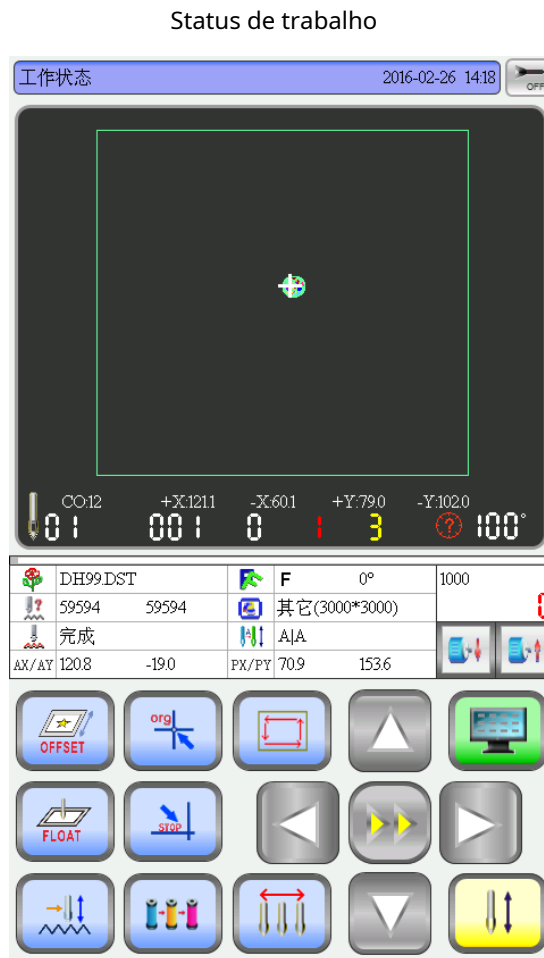 Status de trabalho
工作状态 2016-02-26 14:18
OFF
CO:12 +X:121.1 -X:60.1 +Y:79.0 -Y:102.0
01 001 0 1 3 ? 100°
DH99.DST F 0° 1000
59594 59594 其它(3000*3000)
完成 A|A
AX/AY 120.8 -19.0 PX/PY 70.9 153.6
OFFSET
org
FLOAT
STOP